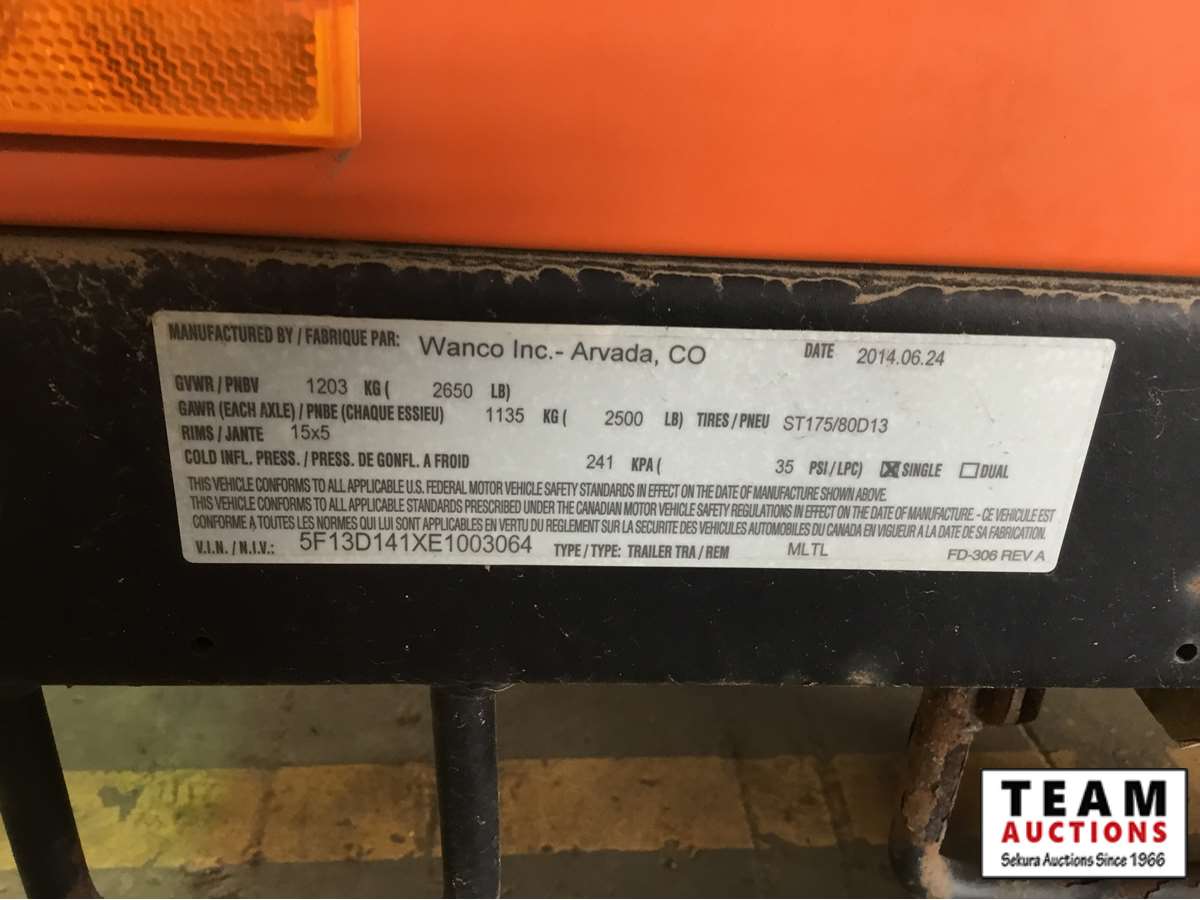 MANUFACTURED BY / FABRIQUE PAR: Wanco Inc.- Arvada, CO DATE 2014.06.24
GVWR / PNBV 1203 KG ( 2650 LB)
GAWR (EACH AXLE) / PNBE (CHAQUE ESSIEU) 1135 KG ( 2500 LB) TIRES / PNEU ST175/80D13
RIMS / JANTE 15x5
COLD INFL. PRESS. / PRESS. DE GONFL. A FROID 241 KPA ( 35 PSI / LPC) ☒ SINGLE ☐ DUAL
THIS VEHICLE CONFORMS TO ALL APPLICABLE U.S. FEDERAL MOTOR VEHICLE SAFETY STANDARDS IN EFFECT ON THE DATE OF MANUFACTURE SHOWN ABOVE.
THIS VEHICLE CONFORMS TO ALL APPLICABLE STANDARDS PRESCRIBED UNDER THE CANADIAN MOTOR VEHICLE SAFETY REGULATIONS IN EFFECT ON THE DATE OF MANUFACTURE. - CE VEHICULE EST
CONFORME A TOUTES LES NORMES QUI LUI SONT APPLICABLES EN VERTU DU REGLEMENT SUR LA SECURITE DES VEHICULES AUTOMOBILES DU CANADA EN VIGUEUR A LA DATE DE SA FABRICATION.
V.I.N. / N.I.V.: 5F13D141XE1003064 TYPE / TYPE: TRAILER TRA / REM MLTL FD-306 REV A
TEAM
AUCTIONS
Sekura Auctions Since 1966